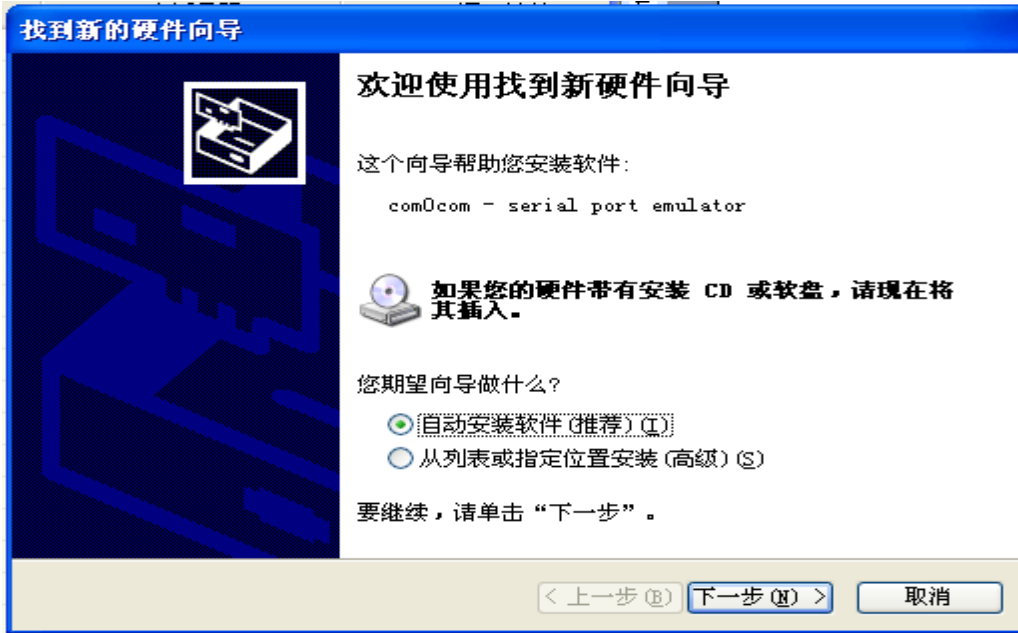 找到新的硬件向导
欢迎使用找到新硬件向导
这个向导帮助您安装软件:
com0com - serial port emulator
如果您的硬件带有安装 CD 或软盘，请现在将
其插入。
您期望向导做什么?
自动安装软件(推荐)(I)
从列表或指定位置安装(高级)(S)
要继续，请单击“下一步”。
< 上一步(B) 下一步(N) > 取消